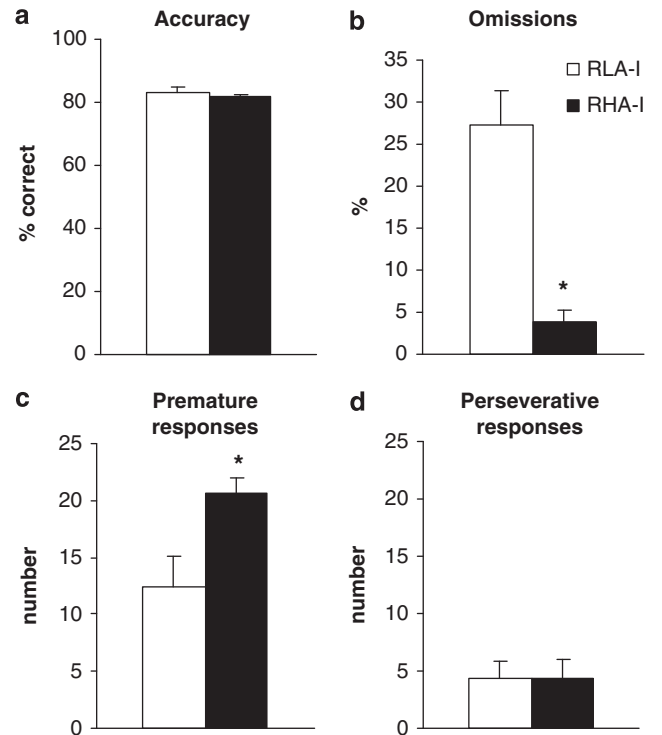 a
Accuracy
% correct
100
80
60
40
20
0
b
Omissions
%
35
30
25
20
15
10
5
0
*
RLA-I
RHA-I
c
Premature
responses
number
25
20
15
10
5
0
*
d
Perseverative
responses
number
25
20
15
10
5
0